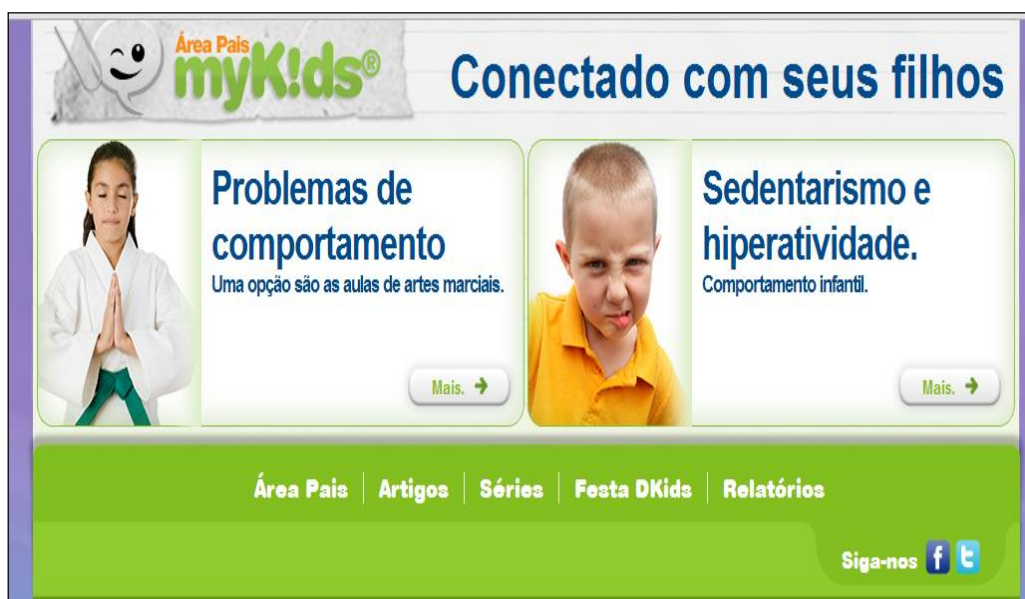 Área Pais
myK!ds®
Conectado com seus filhos
Problemas de
comportamento
Uma opção são as aulas de artes marciais.
Mais.
Sedentarismo e
hiperatividade.
Comportamento infantil.
Mais.
Área Pais Artigos Séries Festa DKids Relatórios
Siga-nos f t